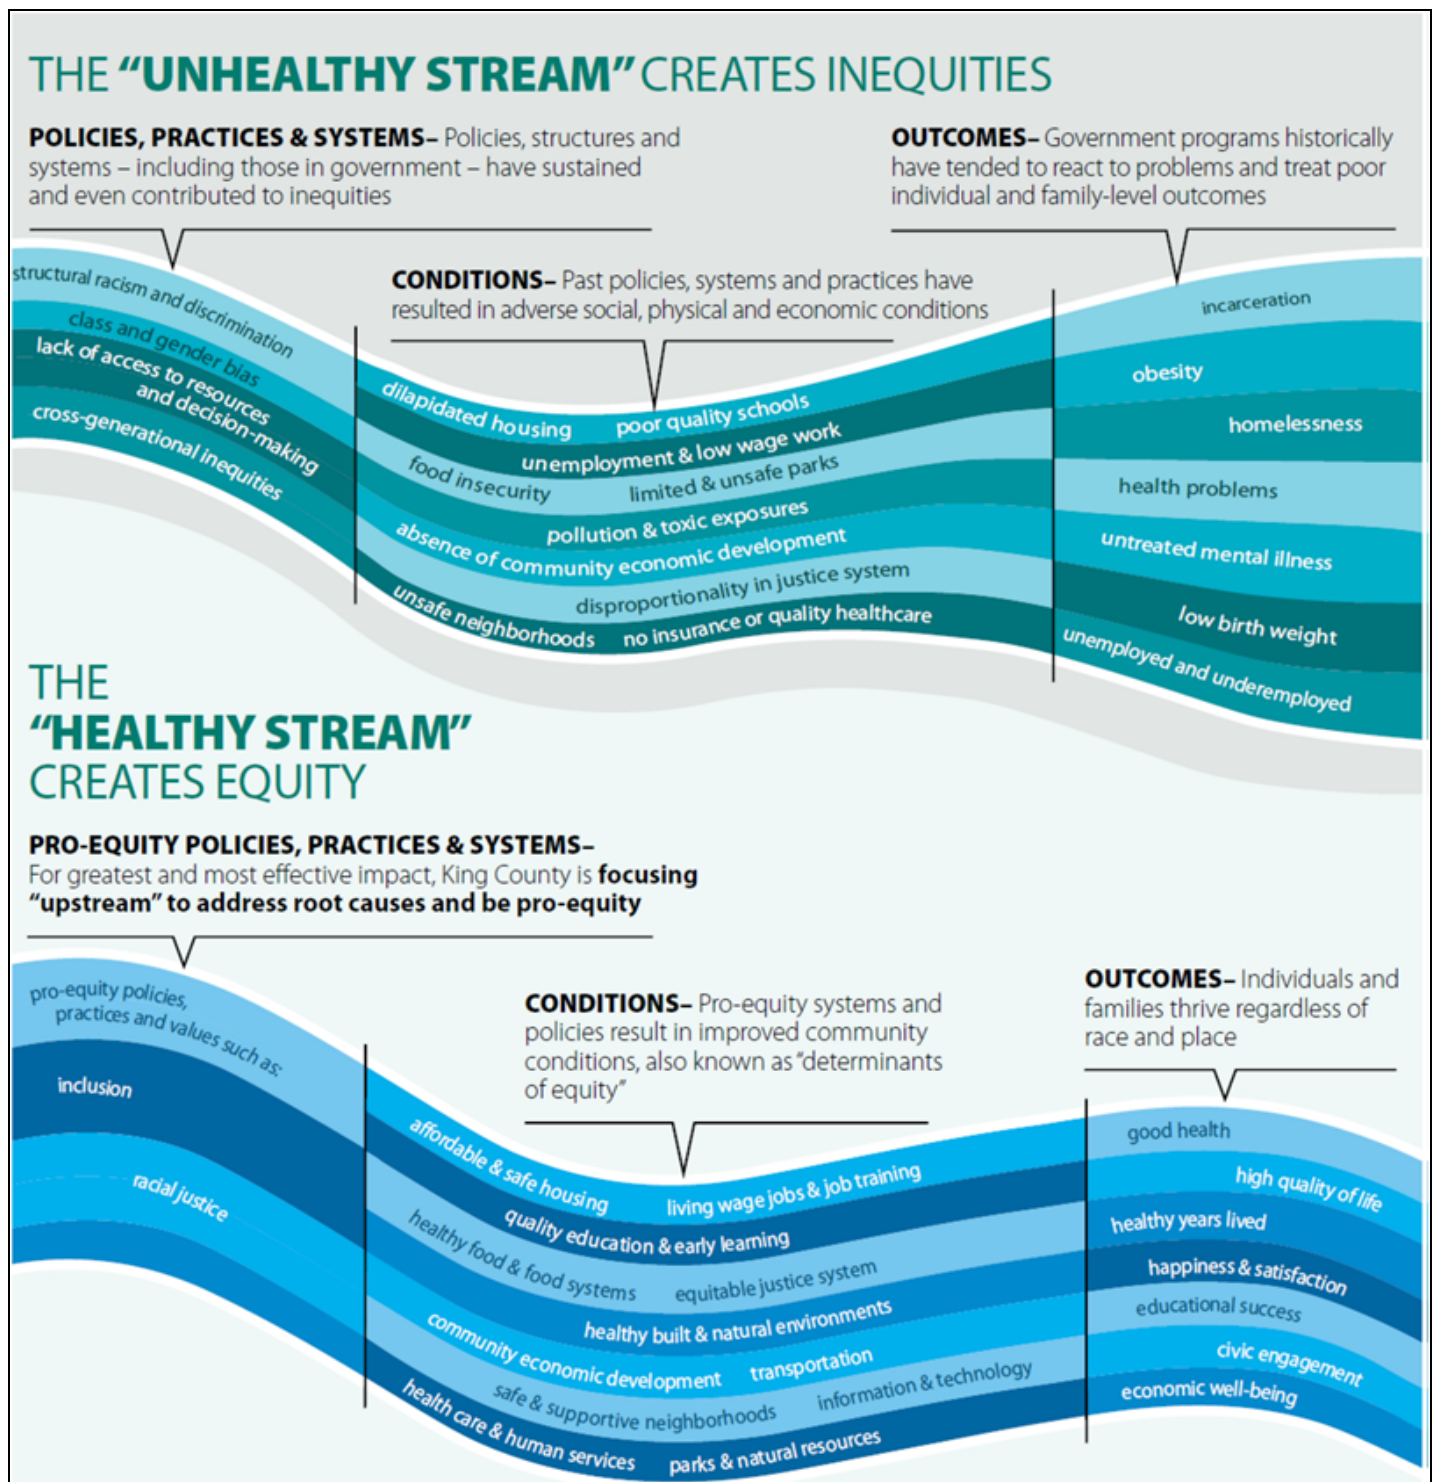 THE “UNHEALTHY STREAM” CREATES INEQUITIES
POLICIES, PRACTICES & SYSTEMS– Policies, structures and
systems – including those in government – have sustained
and even contributed to inequities
OUTCOMES– Government programs historically
have tended to react to problems and treat poor
individual and family-level outcomes
CONDITIONS– Past policies, systems and practices have
resulted in adverse social, physical and economic conditions
structural racism and discrimination
class and gender bias
lack of access to resources
and decision-making
cross-generational inequities
dilapidated housing
poor quality schools
unemployment & low wage work
food insecurity
limited & unsafe parks
pollution & toxic exposures
absence of community economic development
disproportionality in justice system
unsafe neighborhoods
no insurance or quality healthcare
incarceration
obesity
homelessness
health problems
untreated mental illness
low birth weight
unemployed and underemployed
THE
“HEALTHY STREAM”
CREATES EQUITY
PRO-EQUITY POLICIES, PRACTICES & SYSTEMS–
For greatest and most effective impact, King County is focusing
“upstream” to address root causes and be pro-equity
CONDITIONS– Pro-equity systems and
policies result in improved community
conditions, also known as “determinants
of equity”
OUTCOMES– Individuals and
families thrive regardless of
race and place
pro-equity policies,
practices and values such as:
inclusion
racial justice
affordable & safe housing
living wage jobs & job training
quality education & early learning
healthy food & food systems
equitable justice system
healthy built & natural environments
community economic development
transportation
safe & supportive neighborhoods
information & technology
health care & human services
parks & natural resources
good health
high quality of life
healthy years lived
happiness & satisfaction
educational success
civic engagement
economic well-being